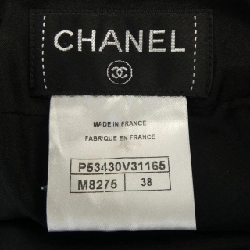 CHANEL
MADE IN FRANCE
FABRIQUE EN FRANCE
P53430V31165
M8275 38